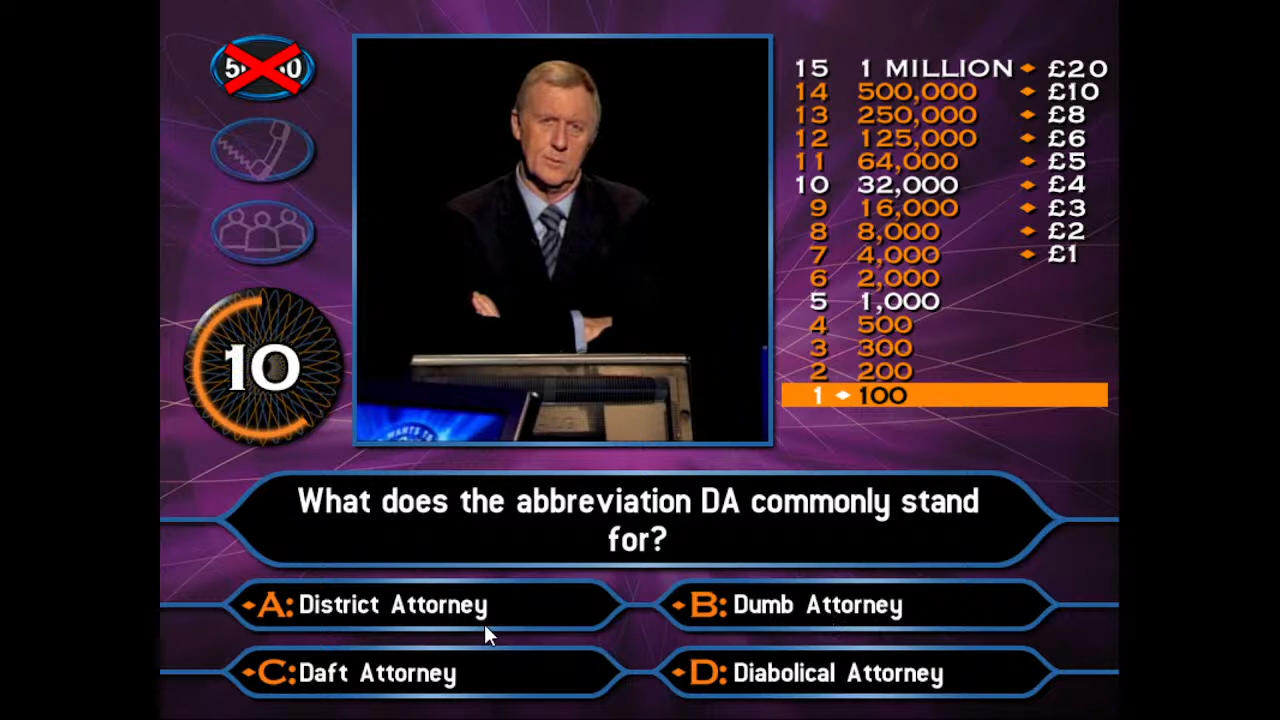 15 1 MILLION £20
14 500,000 £10
13 250,000 £8
12 125,000 £6
11 64,000 £5
10 32,000 £4
9 16,000 £3
8 8,000 £2
7 4,000 £1
6 2,000
5 1,000
4 500
3 300
2 200
1 100
10
WANTS TO
What does the abbreviation DA commonly stand
for?
A: District Attorney
B: Dumb Attorney
C: Daft Attorney
D: Diabolical Attorney